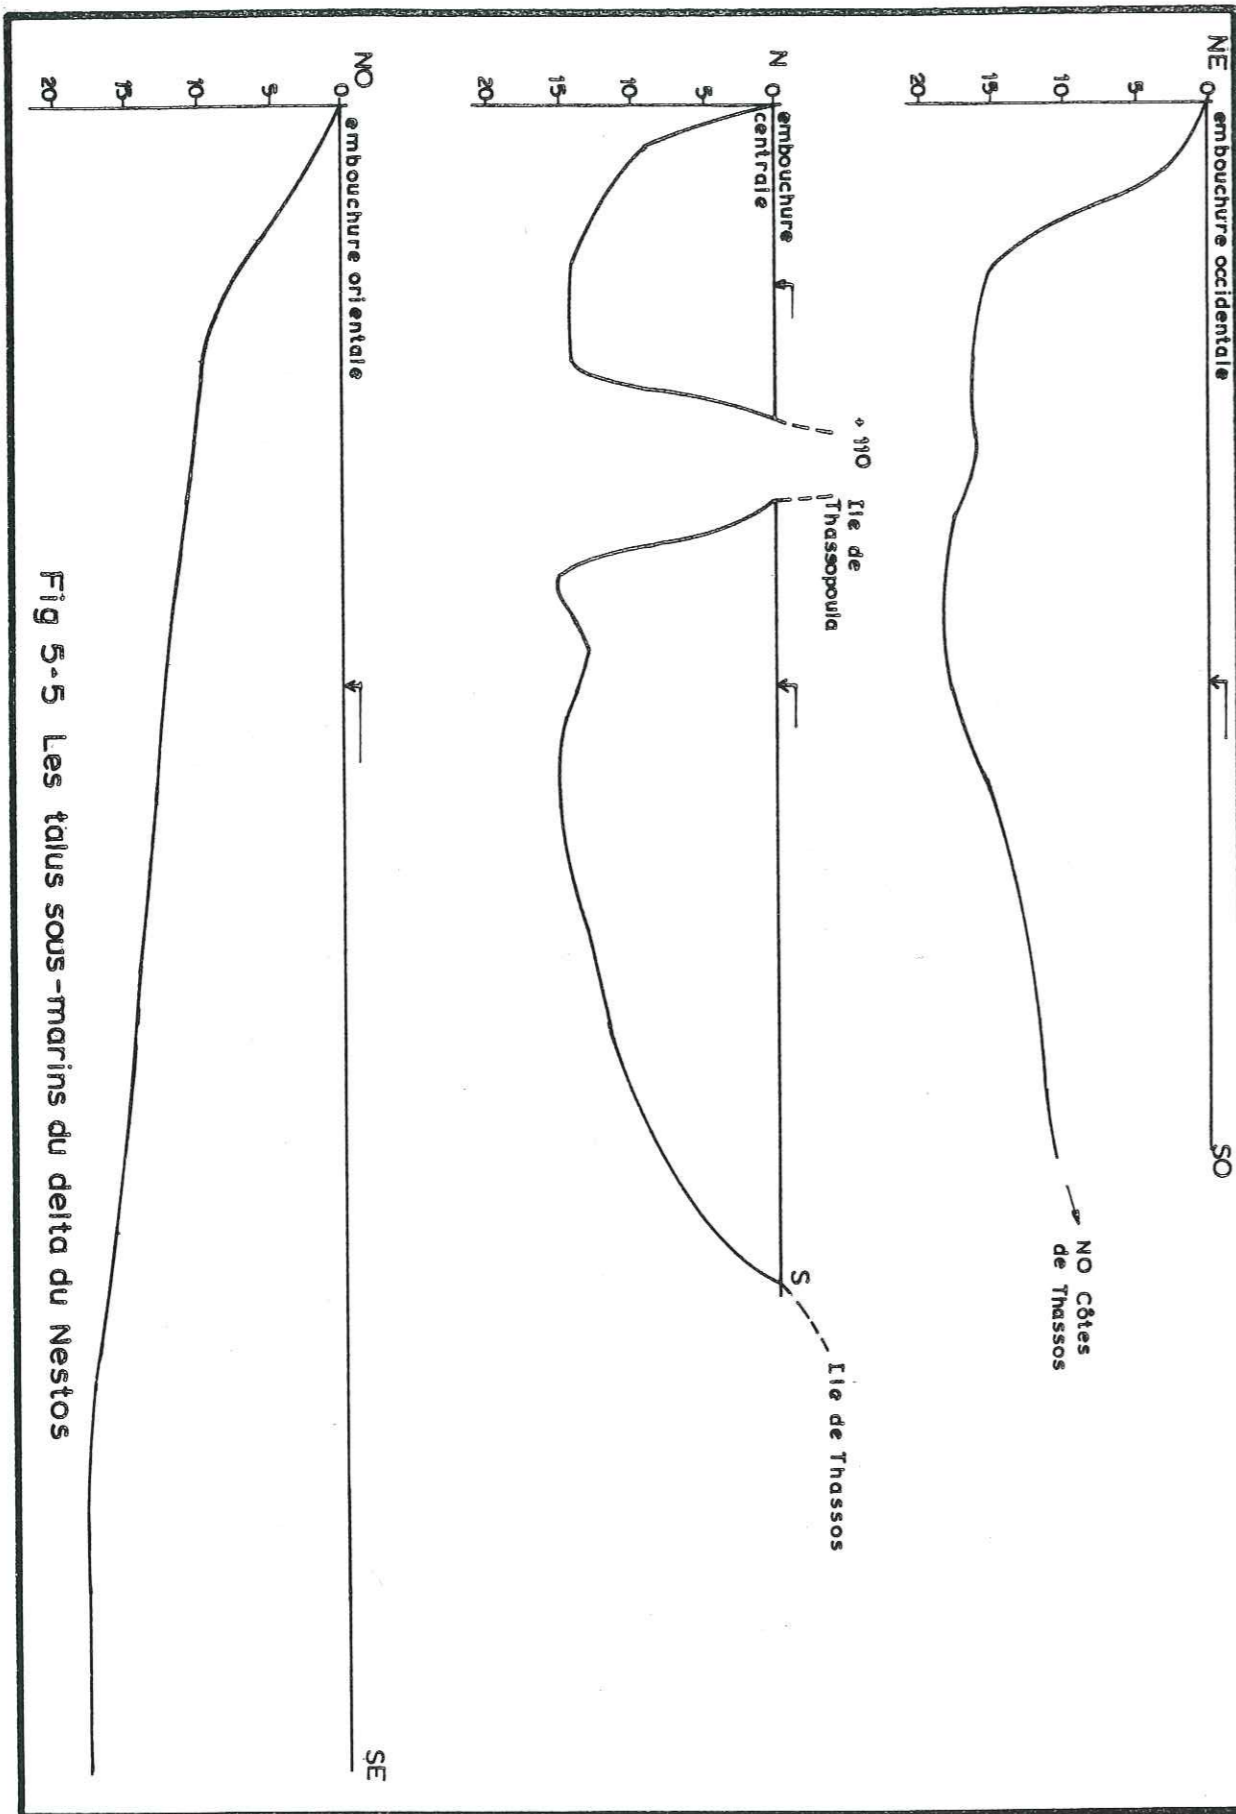 NE
embouchure occidentale
0
5
10
15
20
SO
NO Côtes
de Thassos
N
embouchure
centrale
0
5
10
15
20
+ 110
Ile de
Thassopoula
S
Ile de Thassos
NO
embouchure orientale
0
5
10
15
20
SE
Fig 5-5 Les talus sous-marins du delta du Nestos